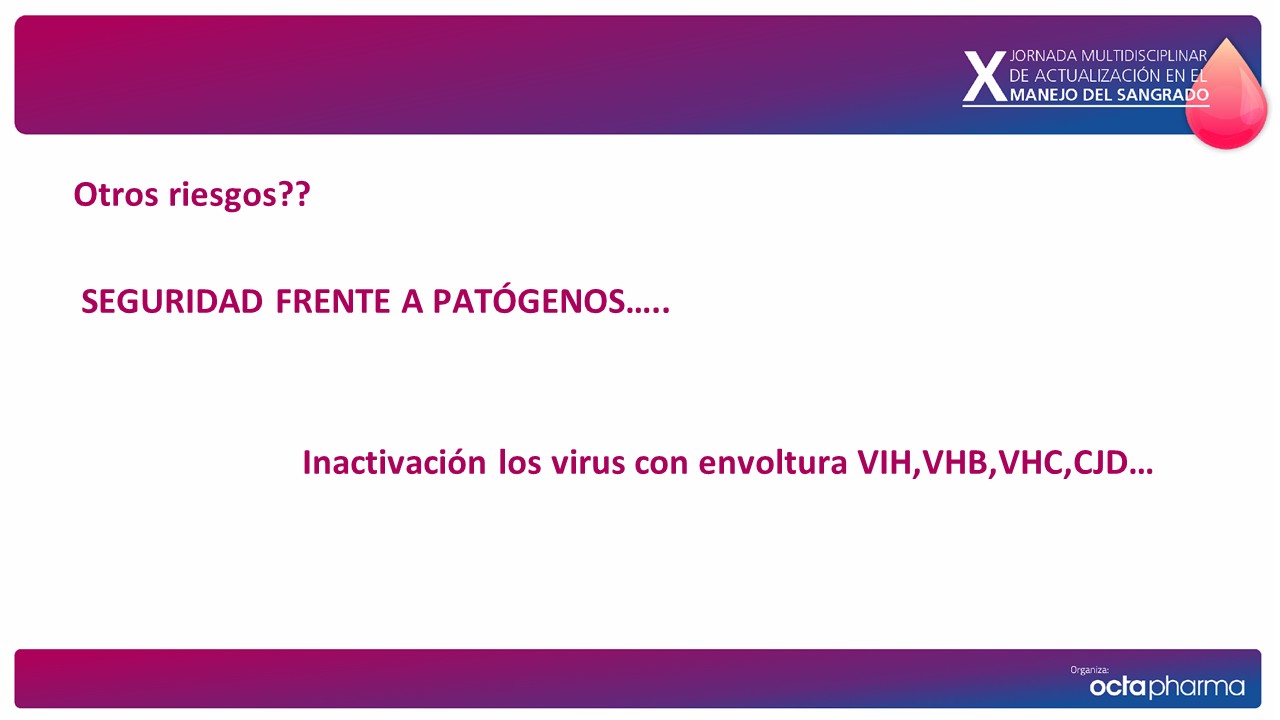 X JORNADA MULTIDISCIPLINAR
DE ACTUALIZACIÓN EN EL
MANEJO DEL SANGRADO
Otros riesgos??
SEGURIDAD FRENTE A PATÓGENOS…..
Inactivación los virus con envoltura VIH,VHB,VHC,CJD…
Organiza:
octapharma